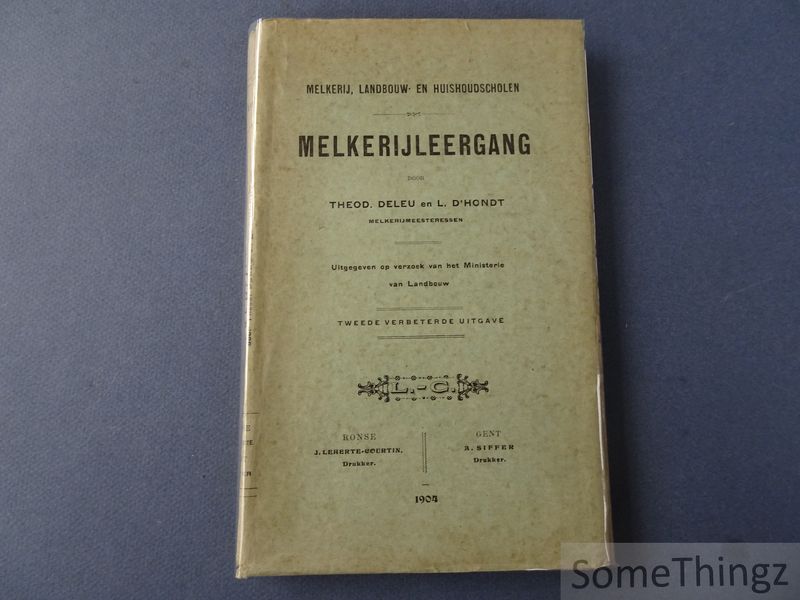 MELKERIJ, LANDBOUW- EN HUISHOUDSCHOLEN
MELKERIJLEERGANG
DOOR
THEOD. DELEU en L. D'HONDT
MELKERIJMEESTERESSEN
Uitgegeven op verzoek van het Ministerie
van Landbouw
TWEEDE VERBETERDE UITGAVE
L.-C.
RONSE
J. LEHERTE-COURTIN,
Drukker.
GENT
A. SIFFER
Drukker.
1904
SomeThingz